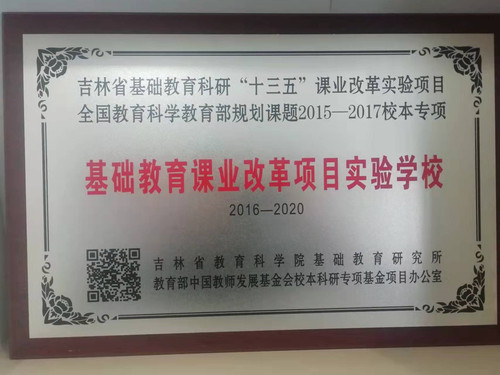 吉林省基础教育科研“十三五”课业改革实验项目
全国教育科学教育部规划课题2015—2017校本专项
基础教育课业改革项目实验学校
2016—2020
吉林省教育科学院基础教育研究所
教育部中国教师发展基金会校本科研专项基金项目办公室